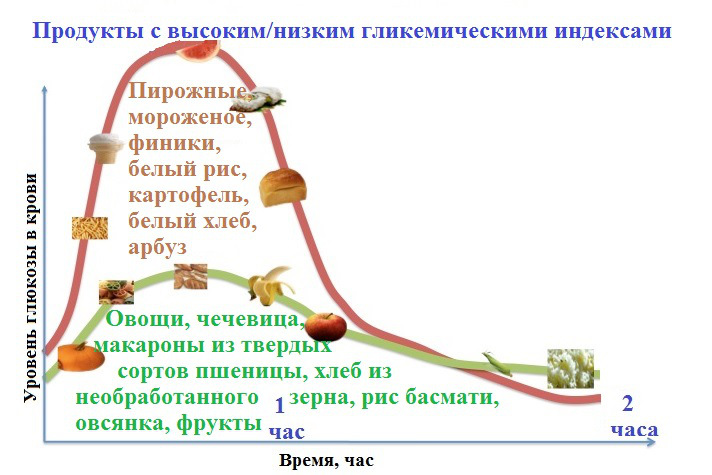 Продукты с высоким/низким гликемическими индексами
Уровень глюкозы в крови
Пирожные,
мороженое,
финики,
белый рис,
картофель,
белый хлеб,
арбуз
Овощи, чечевица,
макароны из твердых
сортов пшеницы, хлеб из
необработанного зерна, рис басмати,
овсянка, фрукты
1
час
2
часа
Время, час